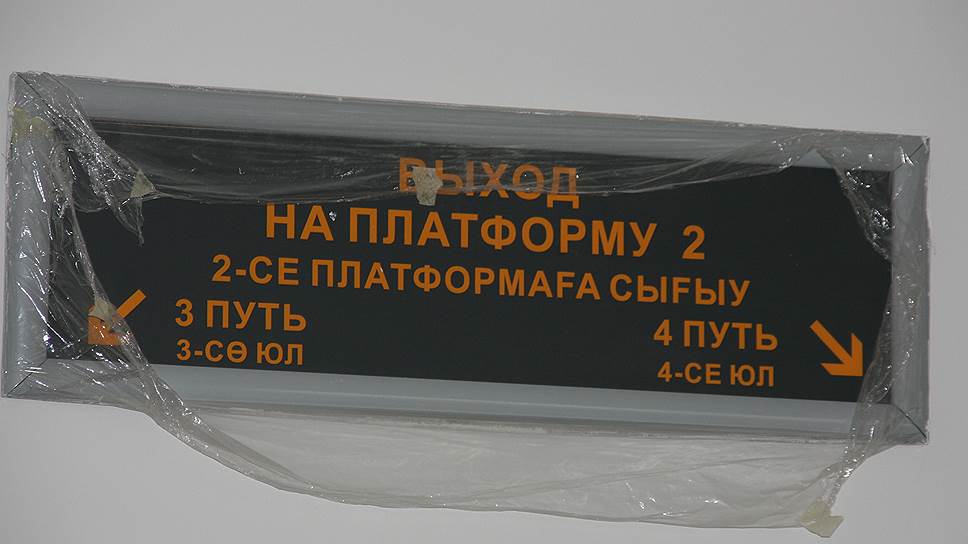 ВЫХОД
НА ПЛАТФОРМУ 2
2-СЕ ПЛАТФОРМАҒА СЫҒЫУ
3 ПУТЬ
3-СӨ ЮЛ
4 ПУТЬ
4-СЕ ЮЛ